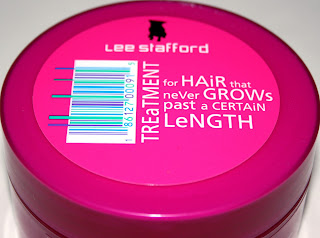 Lee Stafford
TREaTMENT
for HAiR that
neVer GROWs
past a CERTAiN
LeNGTH